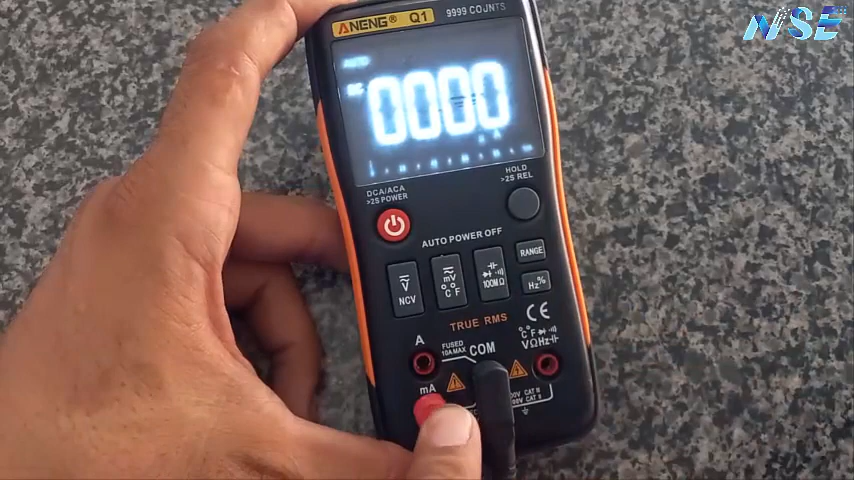 NSE
ANENG® Q1
9999 COUNTS
AUTO
DC
0000
DCA/ACA
>2S POWER
HOLD
>2S REL
AUTO POWER OFF
RANGE
V
NCV
mV
°C °F
100MΩ
Hz%
TRUE RMS
CE
A
FUSED
10A MAX
COM
°C °F
VΩHz
mA